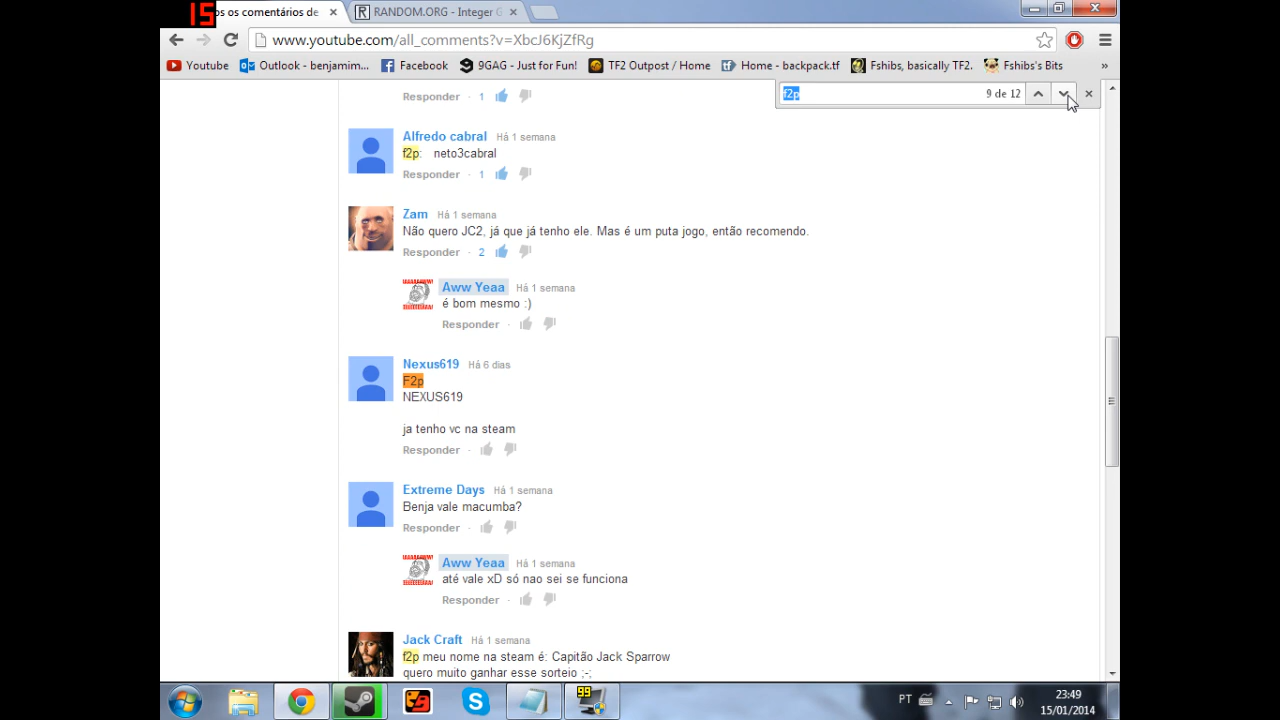 15
os os comentários de
RANDOM.ORG - Integer G
www.youtube.com/all_comments?v=XbcJ6KjZfRg
Youtube
Outlook - benjamim...
Facebook
9GAG - Just for Fun!
TF2 Outpost / Home
Home - backpack.tf
Fshibs, basically TF2.
Fshibs's Bits
»
f2p
9 de 12
Responder · 1
Alfredo cabral Há 1 semana
f2p: neto3cabral
Responder · 1
Zam Há 1 semana
Não quero JC2, já que já tenho ele. Mas é um puta jogo, então recomendo.
Responder · 2
Aww Yeaa Há 1 semana
é bom mesmo :)
Responder ·
Nexus619 Há 6 dias
F2p
NEXUS619
ja tenho vc na steam
Responder ·
Extreme Days Há 1 semana
Benja vale macumba?
Responder ·
Aww Yeaa Há 1 semana
até vale xD só nao sei se funciona
Responder ·
Jack Craft Há 1 semana
f2p meu nome na steam é: Capitão Jack Sparrow
quero muito ganhar esse sorteio ;-;
99
PT
23:49
15/01/2014